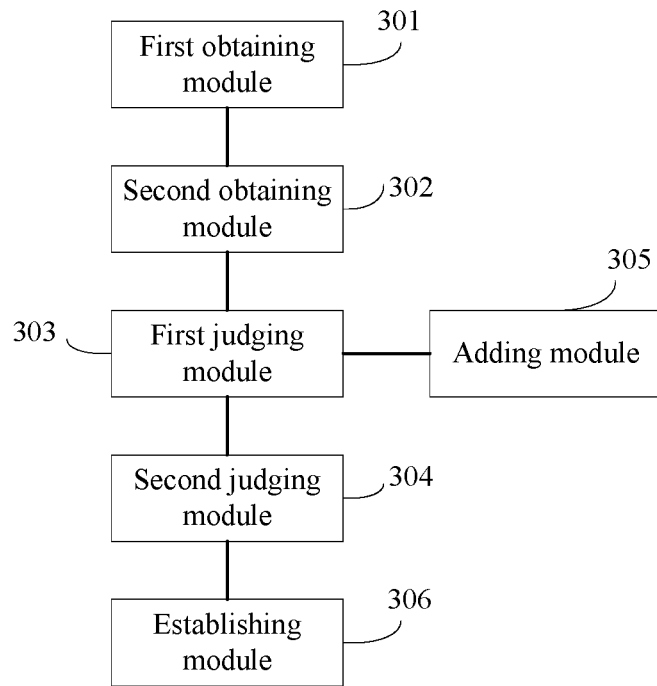 301
First obtaining
module
Second obtaining
module
302
305
303
First judging
module
Adding module
Second judging
module
304
Establishing
module
306